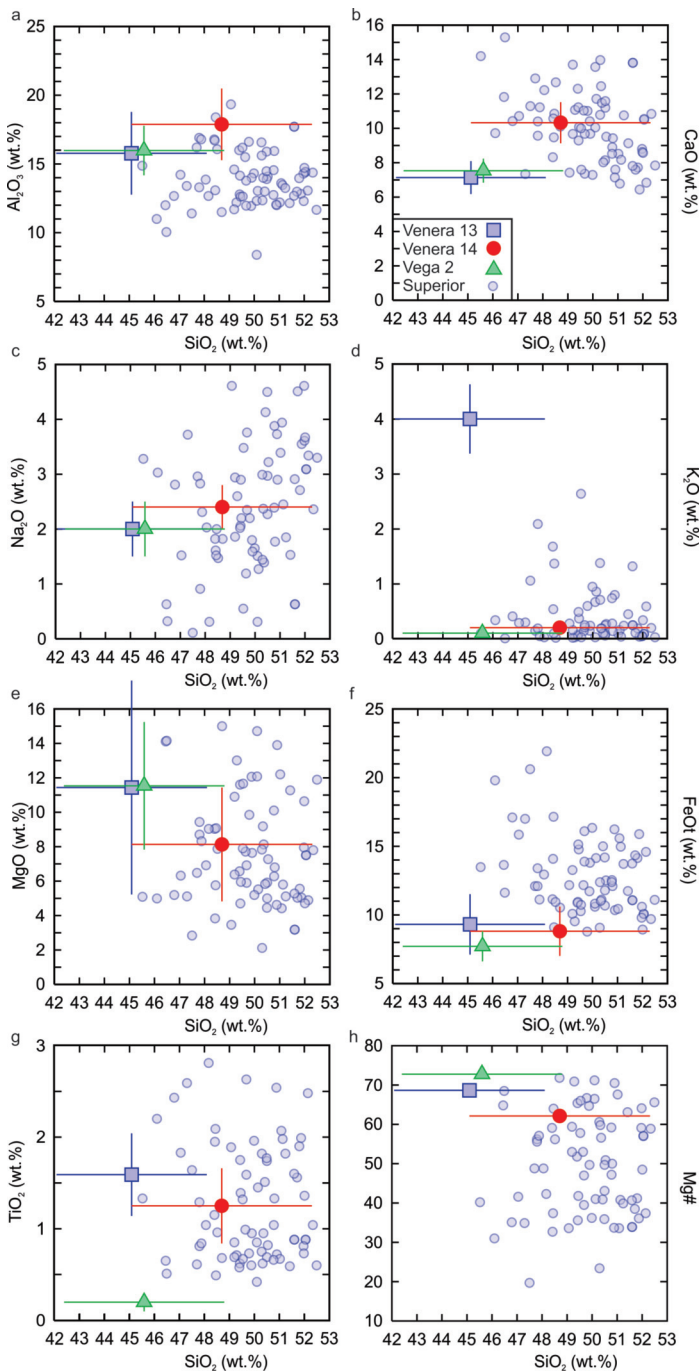 a
b
25
20
15
10
5
Al₂O₃ (wt.%)
42 43 44 45 46 47 48 49 50 51 52 53
SiO₂ (wt.%)
16
14
12
10
8
6
4
2
0
CaO (wt.%)
Venera 13
Venera 14
Vega 2
Superior
42 43 44 45 46 47 48 49 50 51 52 53
SiO₂ (wt.%)
c
d
5
4
3
2
1
0
Na₂O (wt.%)
42 43 44 45 46 47 48 49 50 51 52 53
SiO₂ (wt.%)
5
4
3
2
1
0
K₂O (wt.%)
42 43 44 45 46 47 48 49 50 51 52 53
SiO₂ (wt.%)
e
f
16
14
12
10
8
6
4
2
0
MgO (wt.%)
42 43 44 45 46 47 48 49 50 51 52 53
SiO₂ (wt.%)
25
20
15
10
5
FeOt (wt.%)
42 43 44 45 46 47 48 49 50 51 52 53
SiO₂ (wt.%)
g
h
3
2
1
0
TiO₂ (wt.%)
42 43 44 45 46 47 48 49 50 51 52 53
SiO₂ (wt.%)
80
70
60
50
40
30
20
10
Mg#
42 43 44 45 46 47 48 49 50 51 52 53
SiO₂ (wt.%)